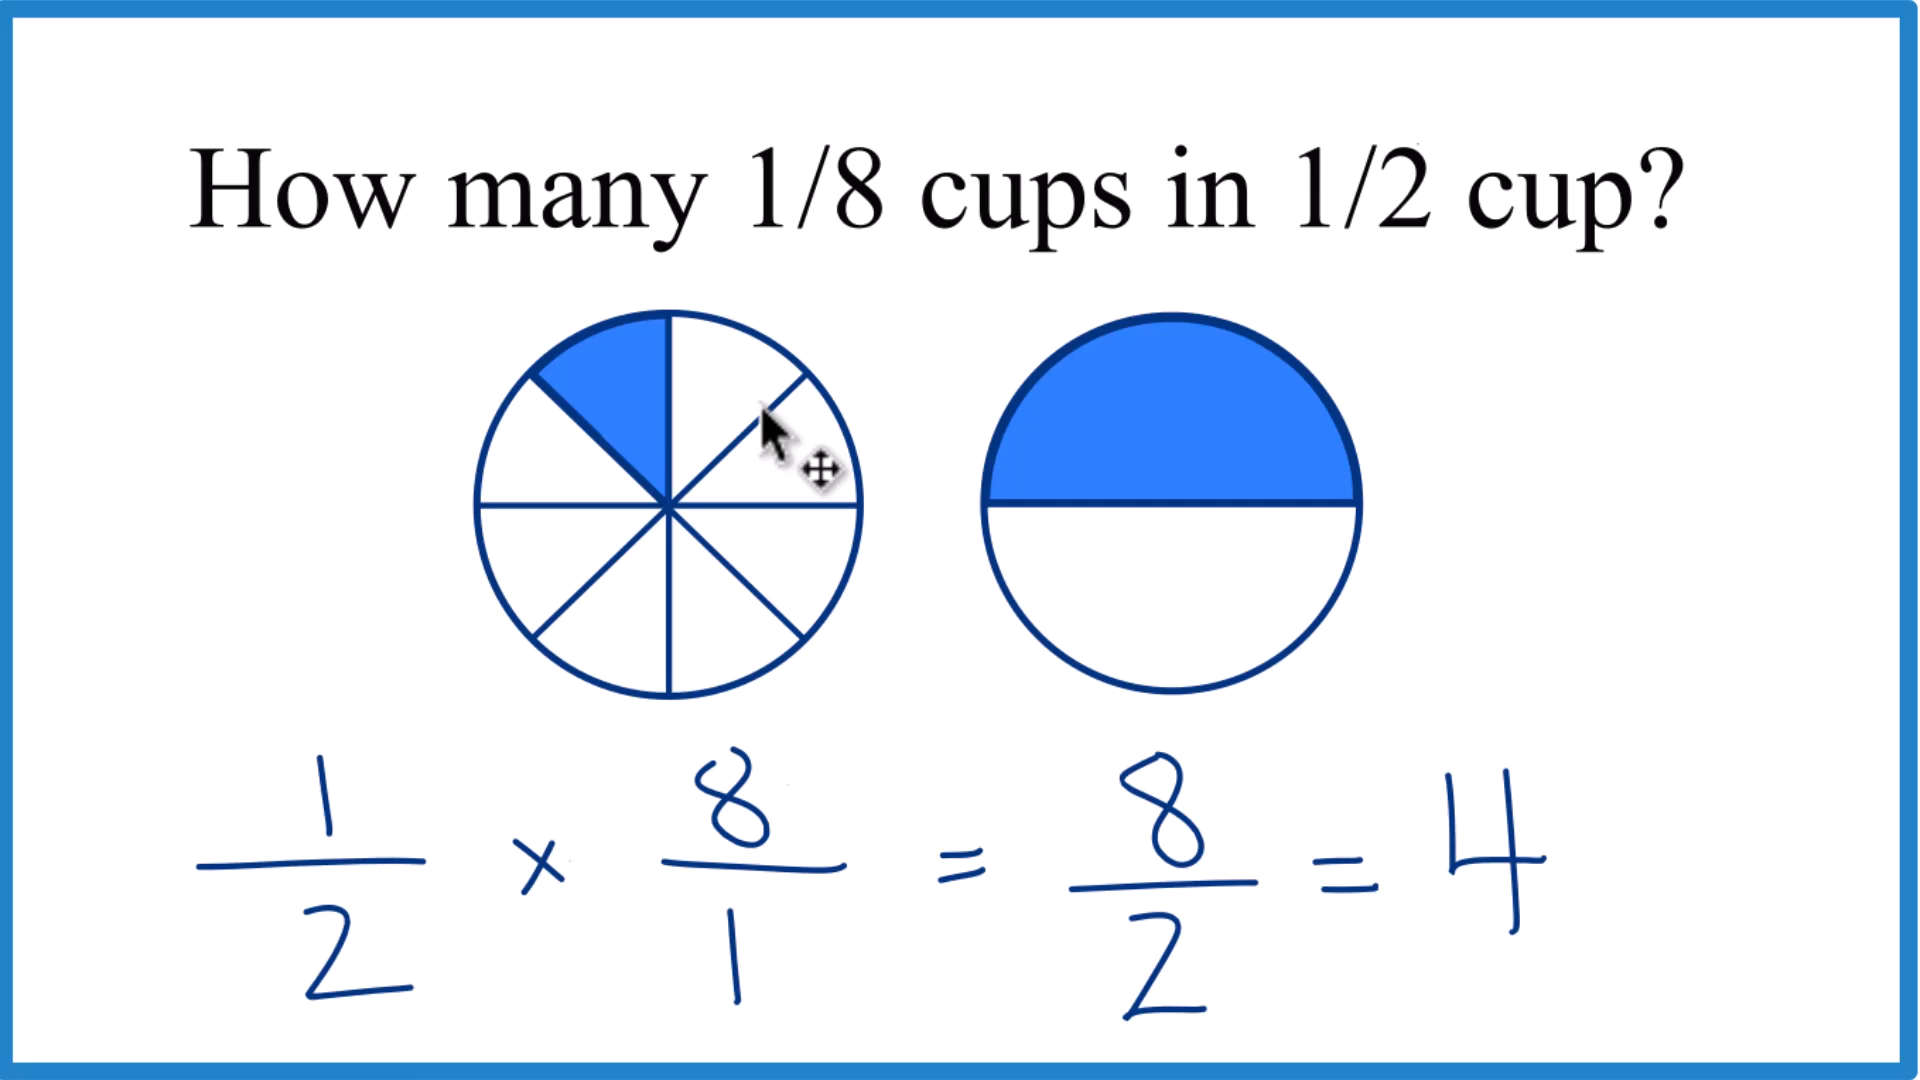 How many 1/8 cups in 1/2 cup?
1/2 × 8/1 = 8/2 = 4